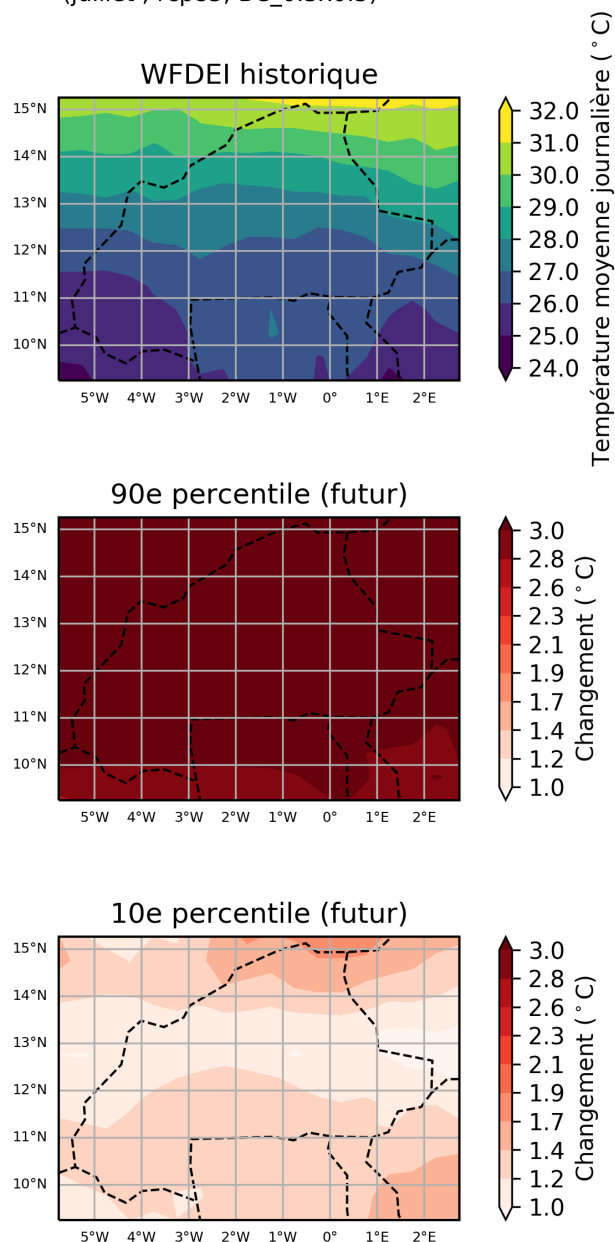 WFDEI historique
15°N
14°N
13°N
12°N
11°N
10°N
5°W 4°W 3°W 2°W 1°W 0° 1°E 2°E
32.0
31.0
30.0
29.0
28.0
27.0
26.0
25.0
24.0
Température moyenne journalière (°C)
90e percentile (futur)
15°N
14°N
13°N
12°N
11°N
10°N
5°W 4°W 3°W 2°W 1°W 0° 1°E 2°E
3.0
2.8
2.6
2.3
2.1
1.9
1.7
1.4
1.2
1.0
Changement (°C)
10e percentile (futur)
15°N
14°N
13°N
12°N
11°N
10°N
5°W 4°W 3°W 2°W 1°W 0° 1°E 2°E
3.0
2.8
2.6
2.3
2.1
1.9
1.7
1.4
1.2
1.0
Changement (°C)